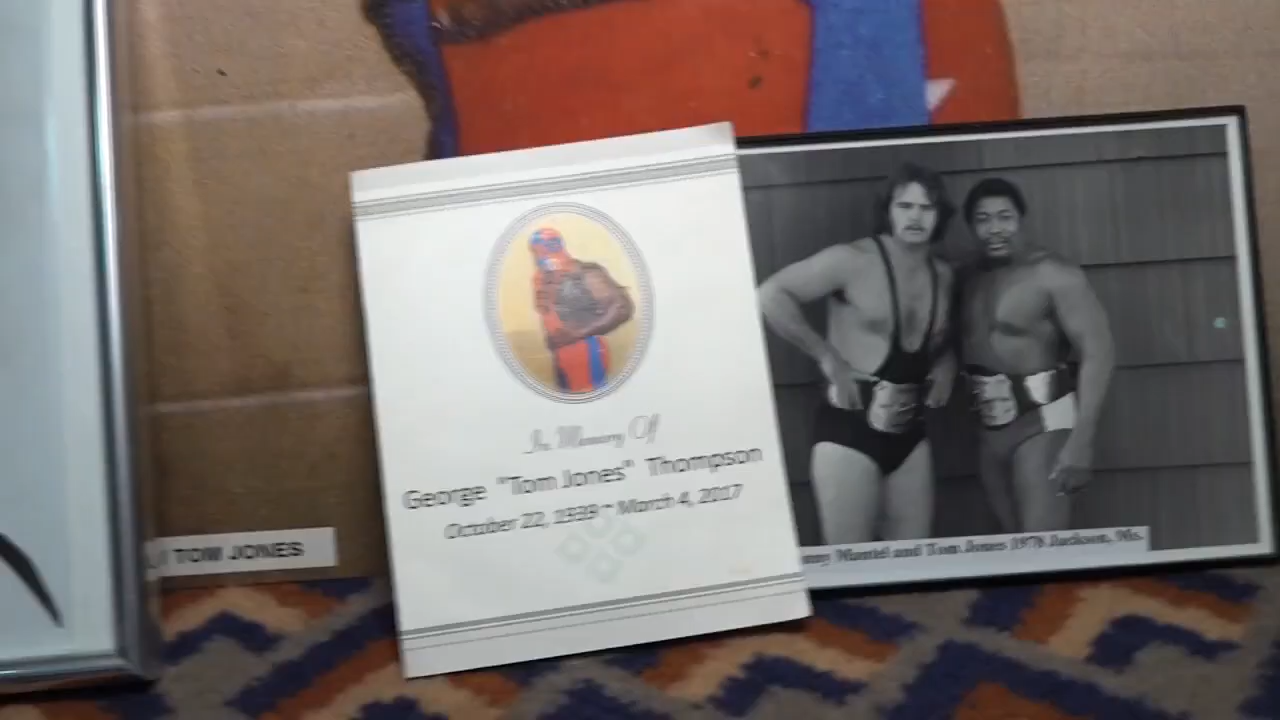 TOM JONES
In Memory Of
George "Tom Jones" Thompson
October 22, 1939 ~ March 4, 2017
Mantel and Tom Jones 1978 Jackson, Ms.